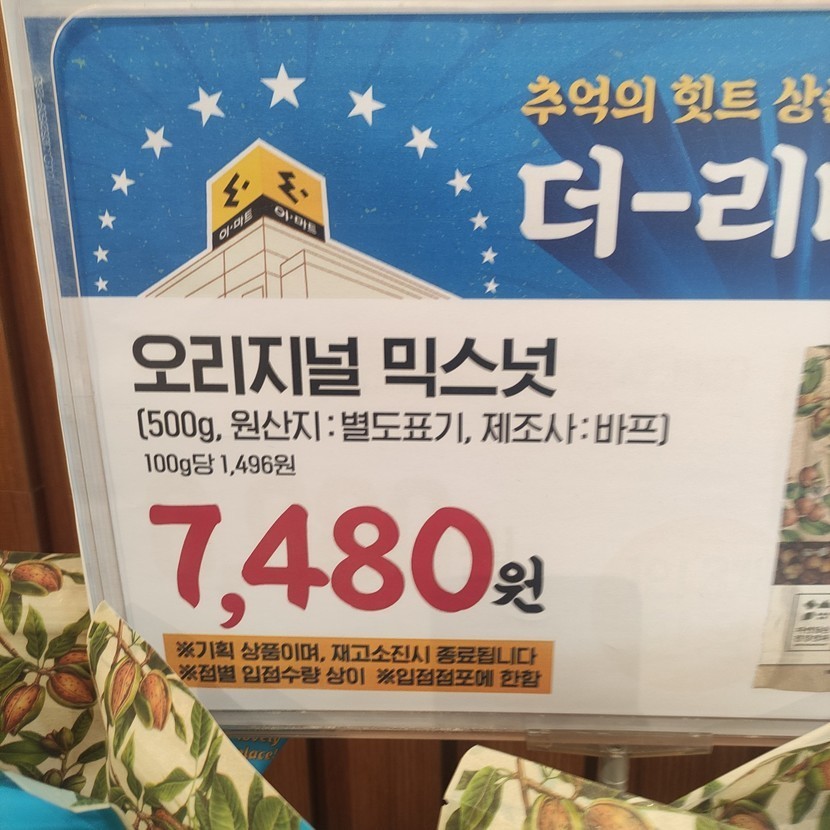 추억의 힛트 상
더-리
이·마트 이·마트
오리지널 믹스넛
(500g, 원산지:별도표기, 제조사:바프)
100g당 1,496원
7,480원
※기획 상품이며, 재고소진시 종료됩니다
※점별 입점수량 상이 ※입점점포에 한함